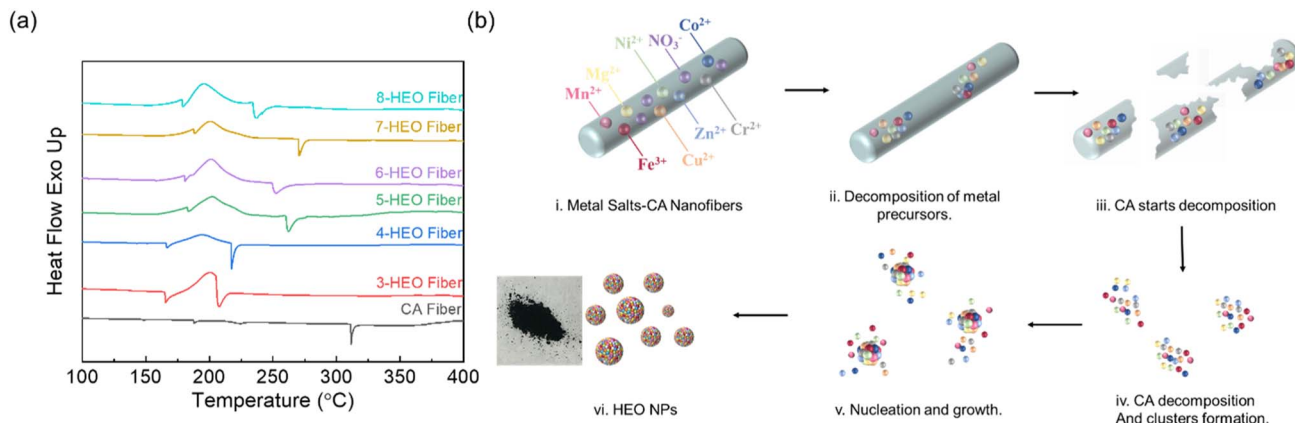 (a)
Heat Flow Exo Up
8-HEO Fiber
7-HEO Fiber
6-HEO Fiber
5-HEO Fiber
4-HEO Fiber
3-HEO Fiber
CA Fiber
100 150 200 250 300 350 400
Temperature (°C)
(b)
Co²⁺
Ni²⁺ NO₃⁻
Mg²⁺
Mn²⁺
Fe³⁺
Cu²⁺
Zn²⁺
Cr²⁺
i. Metal Salts-CA Nanofibers
ii. Decomposition of metal
precursors.
iii. CA starts decomposition
iv. CA decomposition
And clusters formation.
v. Nucleation and growth.
vi. HEO NPs